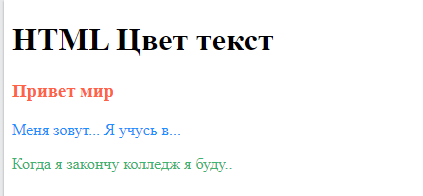 HTML Цвет текст
Привет мир
Меня зовут... Я учусь в...
Когда я закончу колледж я буду..